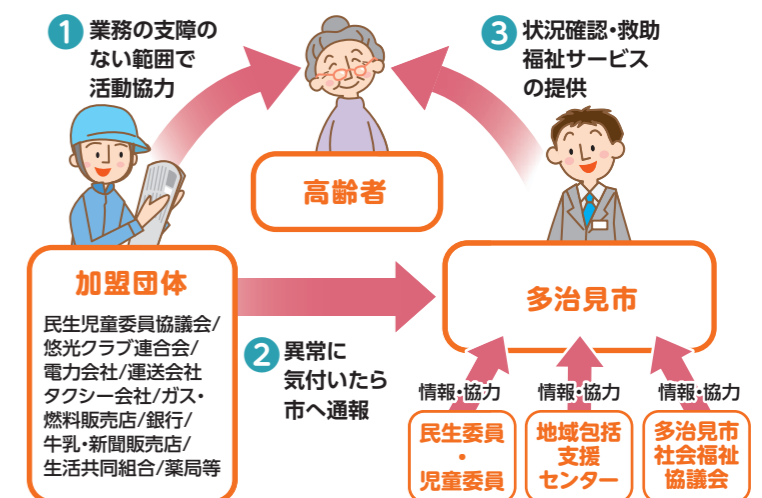 1 業務の支障の
ない範囲で
活動協力
3 状況確認・救助
福祉サービス
の提供
高齢者
加盟団体
民生児童委員協議会/
悠光クラブ連合会/
電力会社/運送会社
タクシー会社/ガス・
燃料販売店/銀行/
牛乳・新聞販売店/
生活共同組合/薬局等
2 異常に
気付いたら
市へ通報
多治見市
情報・協力
情報・協力
情報・協力
民生委員
・
児童委員
地域包括
支援
センター
多治見市
社会福祉
協議会